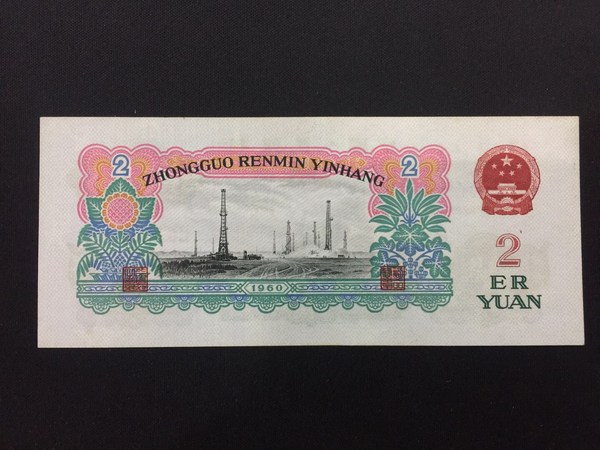 2
ZHONGGUO RENMIN YINHANG
2
1960
2
ER
YUAN